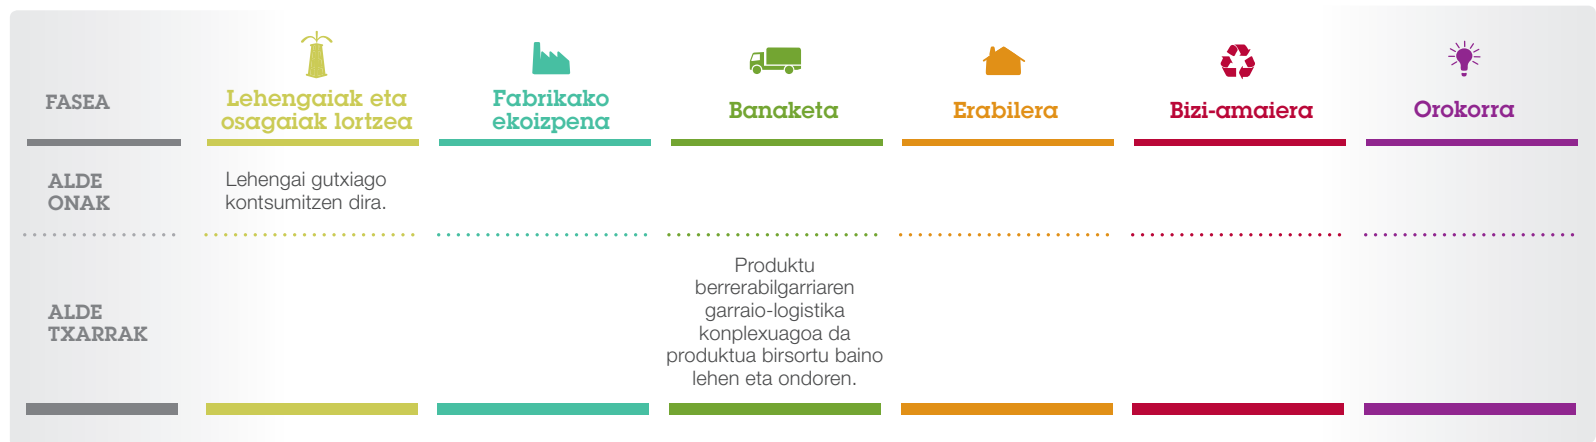 FASEA
Lehengaiak eta
osagaiak lortzea
Fabrikako
ekoizpena
Banaketa
Erabilera
Bizi-amaiera
Orokorra
ALDE
ONAK
Lehengai gutxiago
kontsumitzen dira.
ALDE
TXARRAK
Produktu
berrerabilgarriaren
garraio-logistika
konplexuagoa da
produktua birsortu baino
lehen eta ondoren.